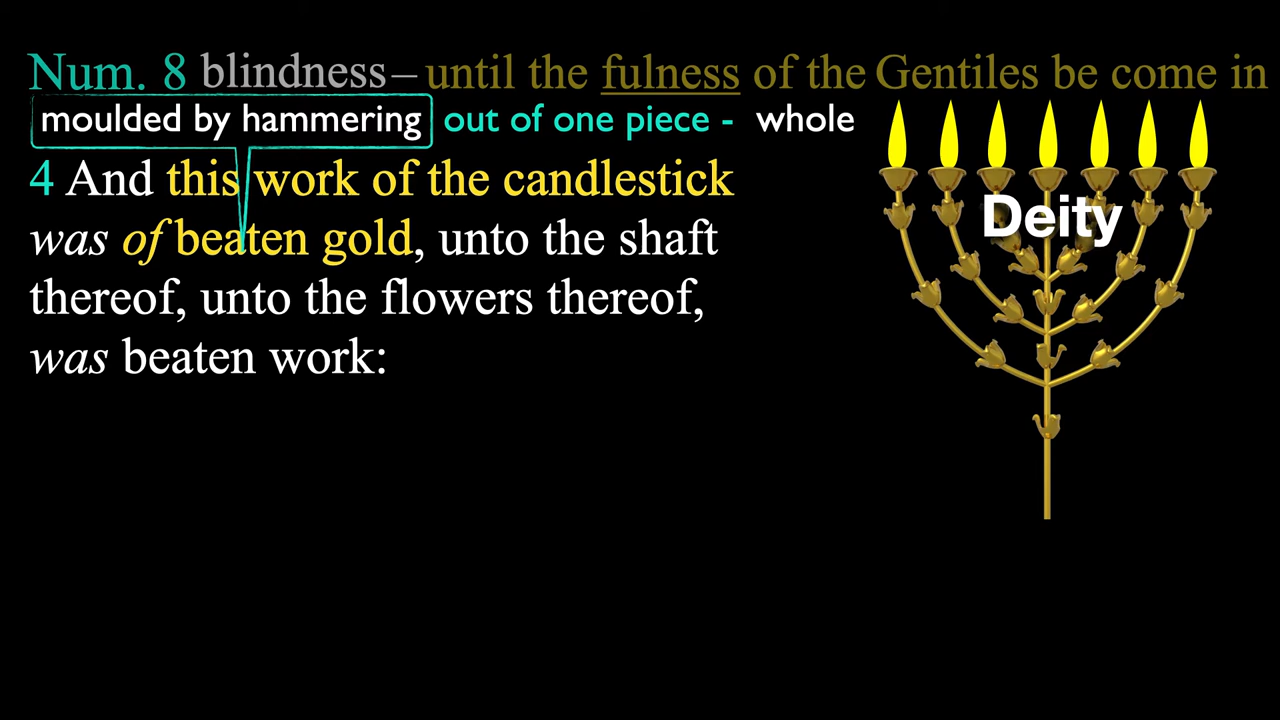 Num. 8 blindness – until the fulness of the Gentiles be come in
moulded by hammering out of one piece - whole
4 And this work of the candlestick
was of beaten gold, unto the shaft
thereof, unto the flowers thereof,
was beaten work:
Deity